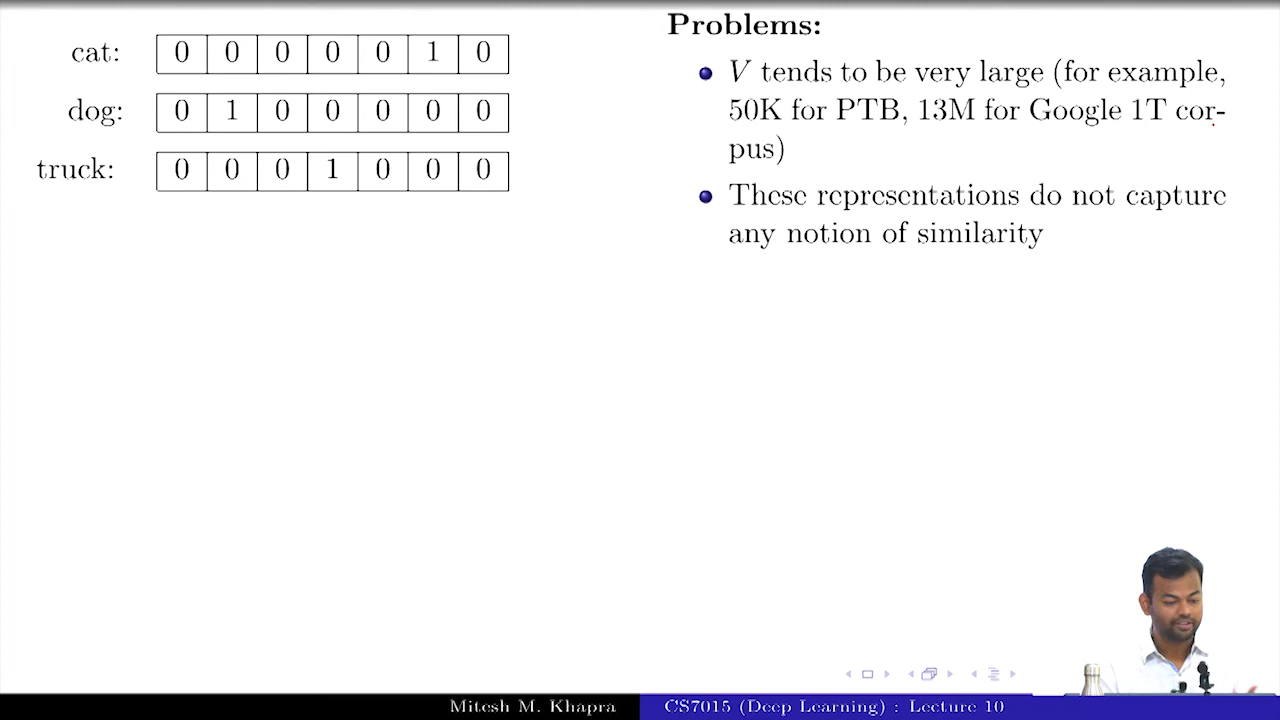 cat: 0 0 0 0 0 1 0
dog: 0 1 0 0 0 0 0
truck: 0 0 0 1 0 0 0
Problems:
V tends to be very large (for example,
50K for PTB, 13M for Google 1T cor-
pus)
These representations do not capture
any notion of similarity
Mitesh M. Khapra
CS7015 (Deep Learning) : Lecture 10